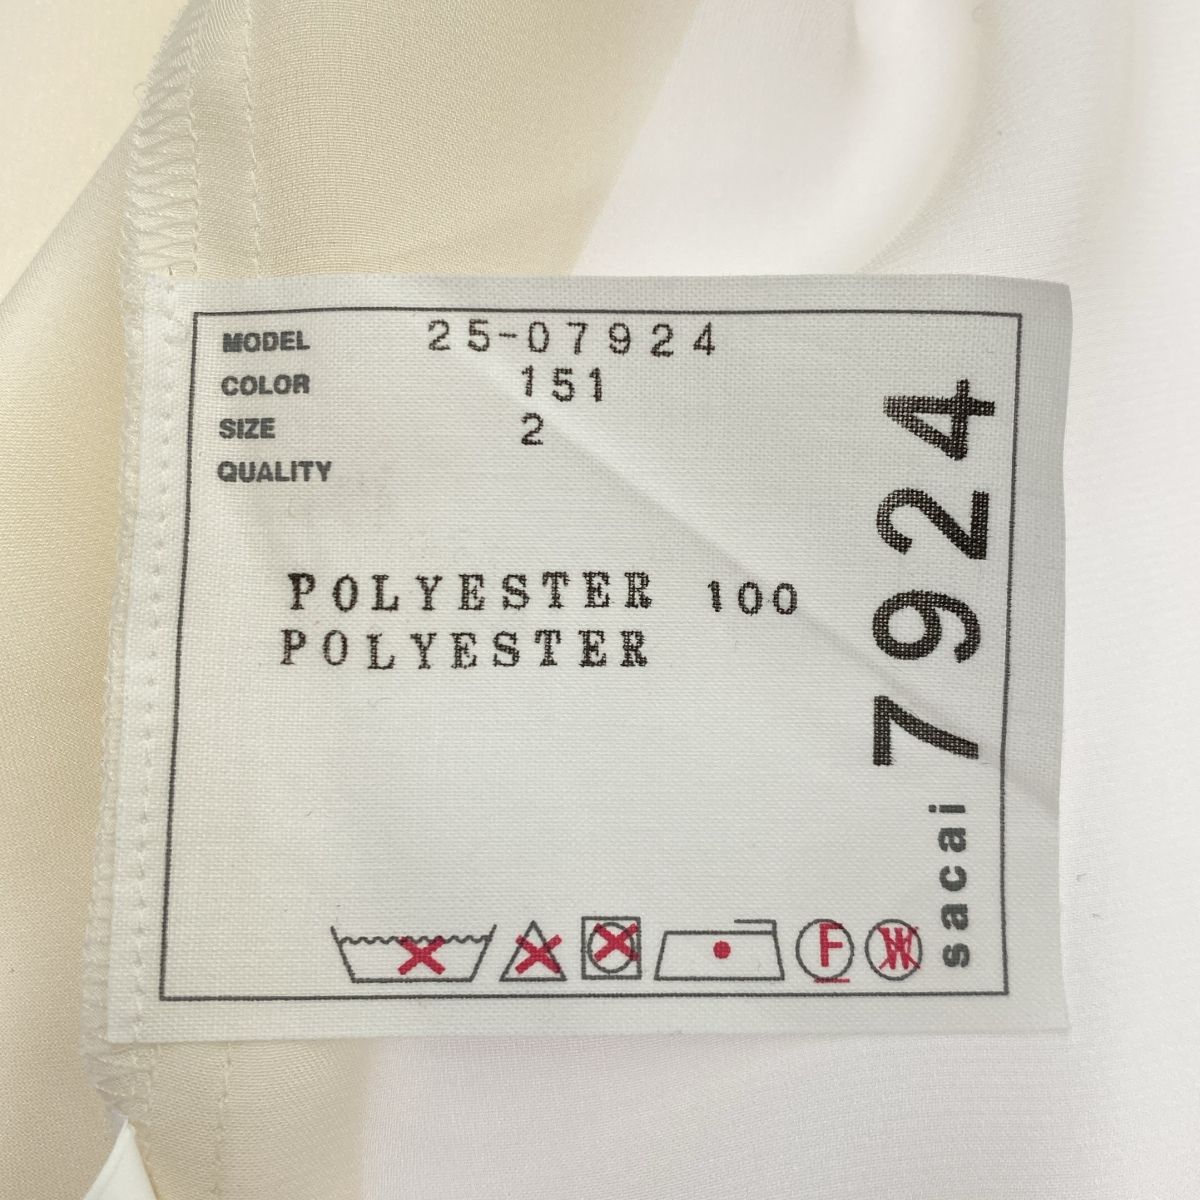 MODEL 25-07924
COLOR 151
SIZE 2
QUALITY
POLYESTER 100
POLYESTER
sacai 7924
F
W